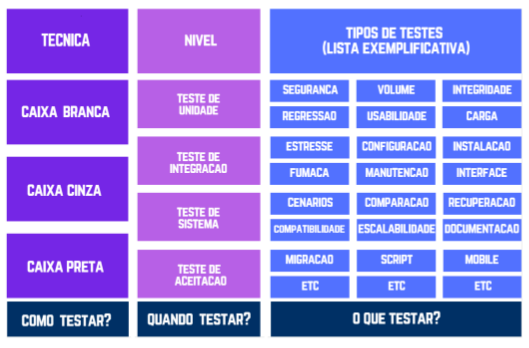 TECNICA
NIVEL
TIPOS DE TESTES
(LISTA EXEMPLIFICATIVA)
CAIXA BRANCA
CAIXA CINZA
CAIXA PRETA
TESTE DE
UNIDADE
TESTE DE
INTEGRACAO
TESTE DE
SISTEMA
TESTE DE
ACEITACAO
SEGURANCA VOLUME INTEGRIDADE
REGRESSAO USABILIDADE CARGA
ESTRESSE CONFIGURACAO INSTALACAO
FUMACA MANUTENCAO INTERFACE
CENARIOS COMPARACAO RECUPERACAO
COMPATIBILIDADE ESCALABILIDADE DOCUMENTACAO
MIGRACAO SCRIPT MOBILE
ETC ETC ETC
COMO TESTAR?
QUANDO TESTAR?
O QUE TESTAR?